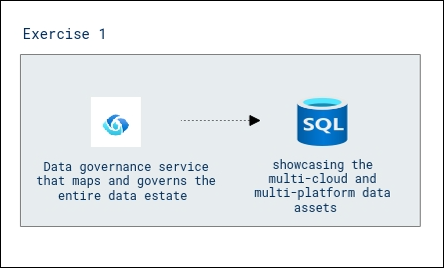 Exercise 1
Data governance service
that maps and governs the
entire data estate
SQL
showcasing the
multi-cloud and
multi-platform data
assets